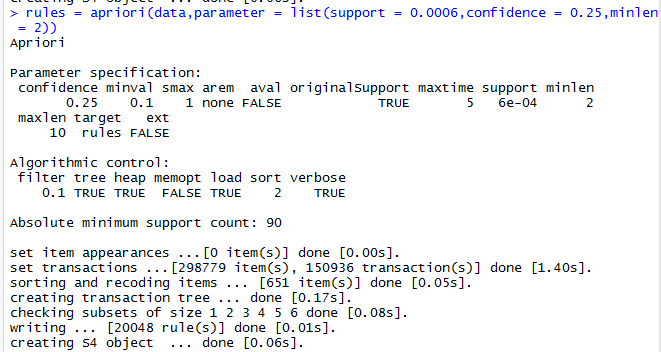 creating S4 object ... done [0.06s].
> rules = apriori(data,parameter = list(support = 0.0006,confidence = 0.25,minlen
= 2))
Apriori
Parameter specification:
confidence minval smax arem aval originalSupport maxtime support minlen
0.25 0.1 1 none FALSE TRUE 5 6e-04 2
maxlen target ext
10 rules FALSE
Algorithmic control:
filter tree heap memopt load sort verbose
0.1 TRUE TRUE FALSE TRUE 2 TRUE
Absolute minimum support count: 90
set item appearances ...[0 item(s)] done [0.00s].
set transactions ...[298779 item(s), 150936 transaction(s)] done [1.40s].
sorting and recoding items ... [651 item(s)] done [0.05s].
creating transaction tree ... done [0.17s].
checking subsets of size 1 2 3 4 5 6 done [0.08s].
writing ... [20048 rule(s)] done [0.01s].
creating S4 object ... done [0.06s].